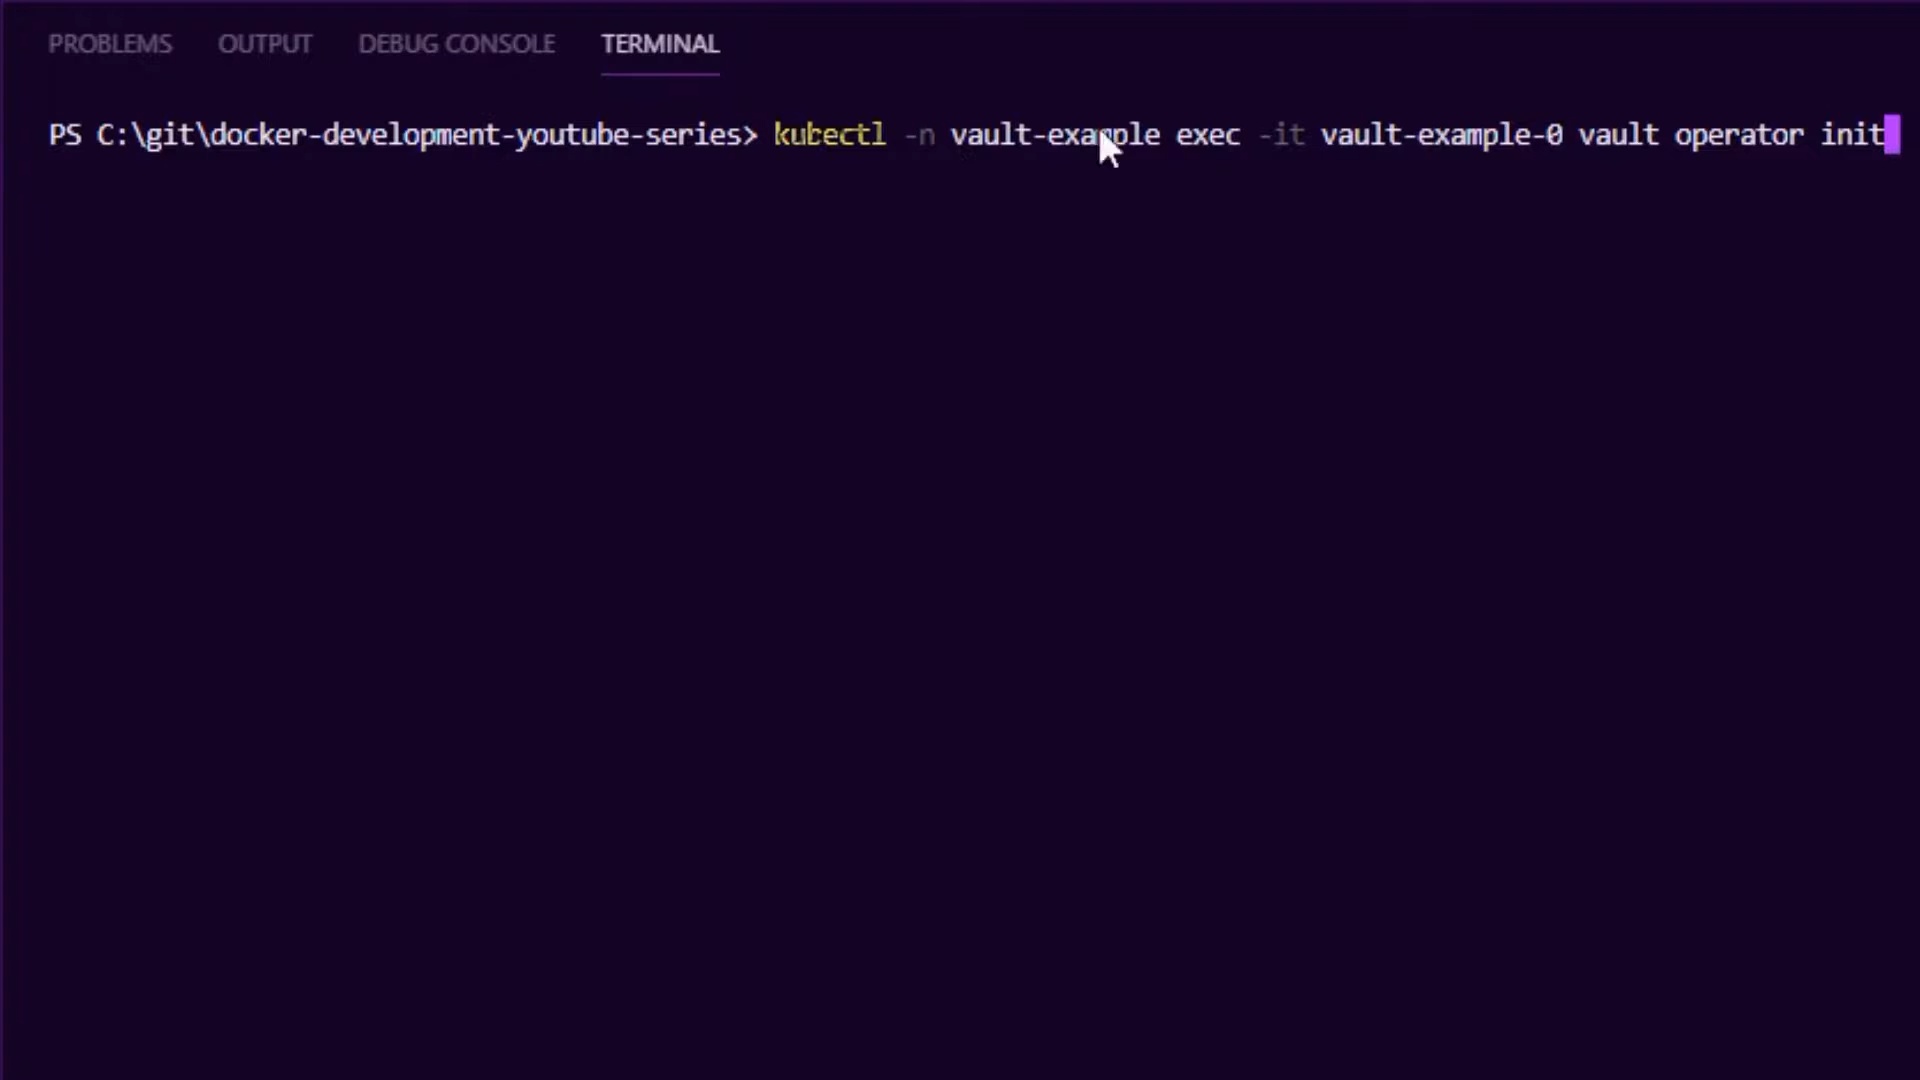 PROBLEMS OUTPUT DEBUG CONSOLE TERMINAL
PS C:\git\docker-development-youtube-series> kubectl -n vault-example exec -it vault-example-0 vault operator init